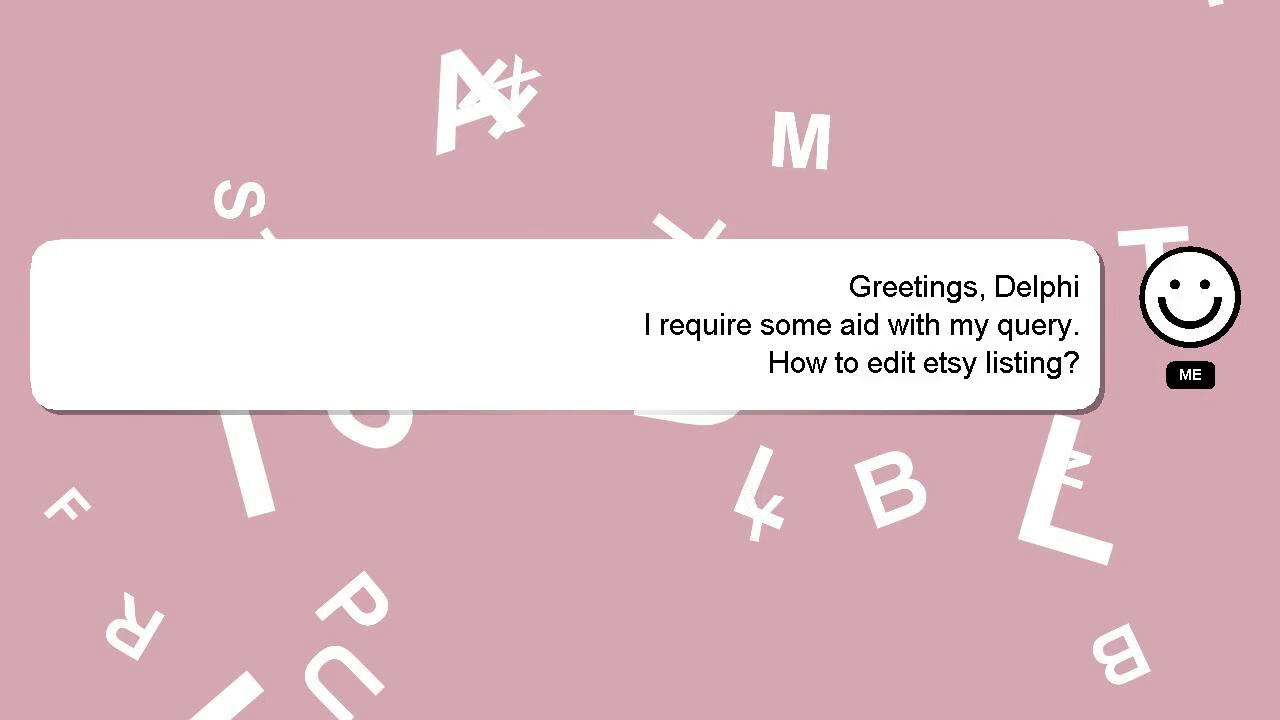 Greetings, Delphi
I require some aid with my query.
How to edit etsy listing?
ME
A
M
S
T
F
B
L
R
P
U
B